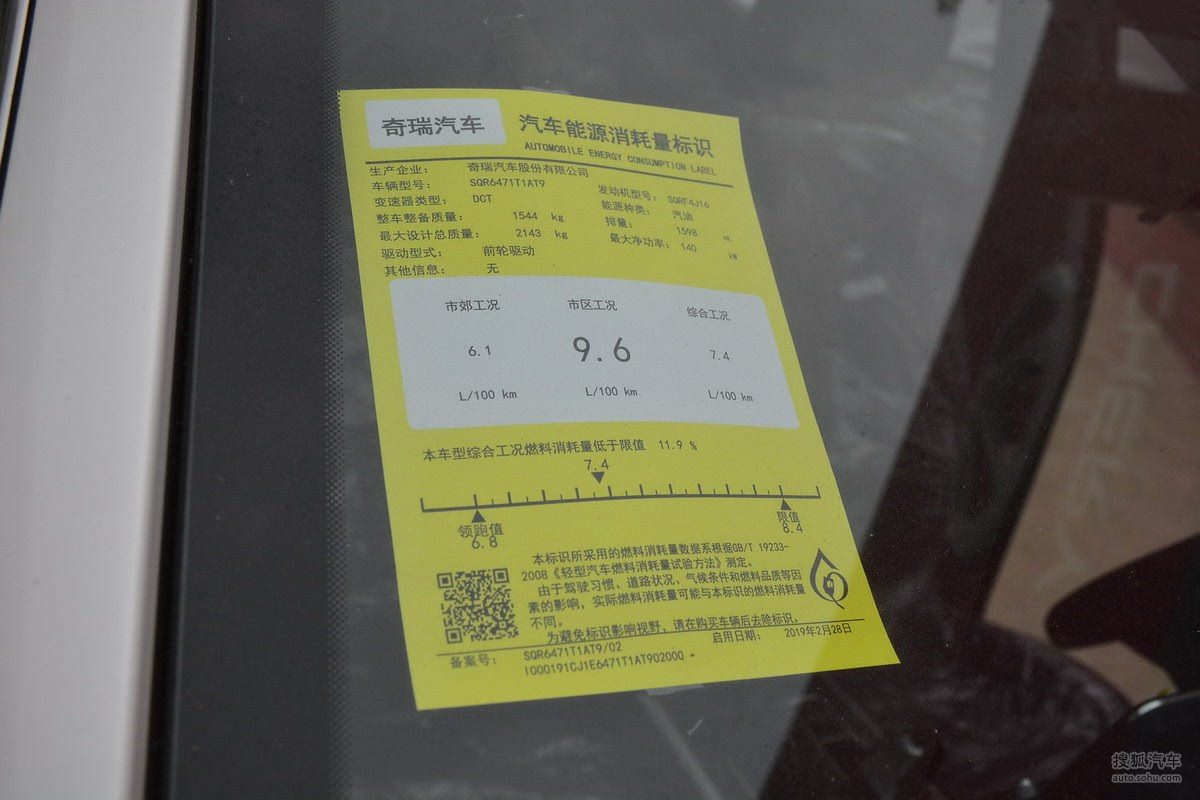 奇瑞汽车
汽车能源消耗量标识
AUTOMOBILE ENERGY CONSUMPTION LABEL
生产企业： 奇瑞汽车股份有限公司
车辆型号： SQR6471T1AT9 发动机型号： SQRF4J16
变速器类型： DCT 能源种类： 汽油
整车整备质量： 1544 kg 排量： 1598 mL
最大设计总质量： 2143 kg 最大净功率： 140 kW
驱动型式： 前轮驱动
其他信息： 无
市郊工况 市区工况 综合工况
6.1 9.6 7.4
L/100 km L/100 km L/100 km
本车型综合工况燃料消耗量低于限值 11.9 %
7.4
领跑值 限值
6.8 8.4
本标识所采用的燃料消耗量数据系根据GB/T 19233-
2008《轻型汽车燃料消耗量试验方法》测定。
由于驾驶习惯、道路状况、气候条件和燃料品质等因
素的影响，实际燃料消耗量可能与本标识的燃料消耗量
不同。
为避免标识影响视野，请在购买车辆后去除标识。
备案号： SQR6471T1AT9/02 启用日期： 2019年2月28日
I000191CJ1E6471T1AT902000
搜狐汽车
auto.sohu.com